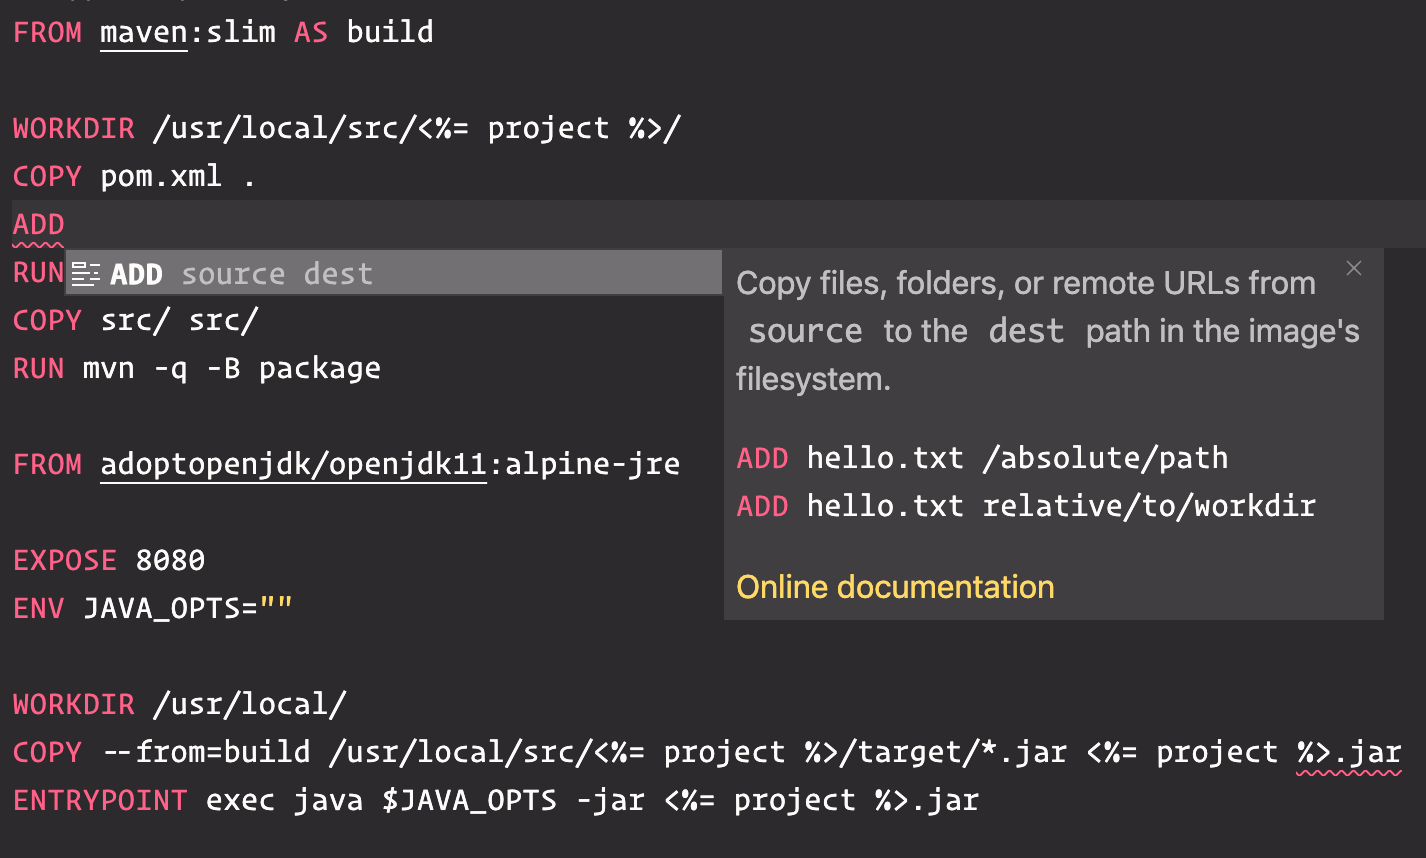 FROM maven:slim AS build
WORKDIR /usr/local/src/<%= project %>/
COPY pom.xml .
ADD
RUN
ADD source dest
COPY src/ src/
RUN mvn -q -B package
FROM adoptopenjdk/openjdk11:alpine-jre
EXPOSE 8080
ENV JAVA_OPTS=""
WORKDIR /usr/local/
COPY --from=build /usr/local/src/<%= project %>/target/*.jar <%= project %>.jar
ENTRYPOINT exec java $JAVA_OPTS -jar <%= project %>.jar
Copy files, folders, or remote URLs from
source to the dest path in the image's
filesystem.
ADD hello.txt /absolute/path
ADD hello.txt relative/to/workdir
Online documentation